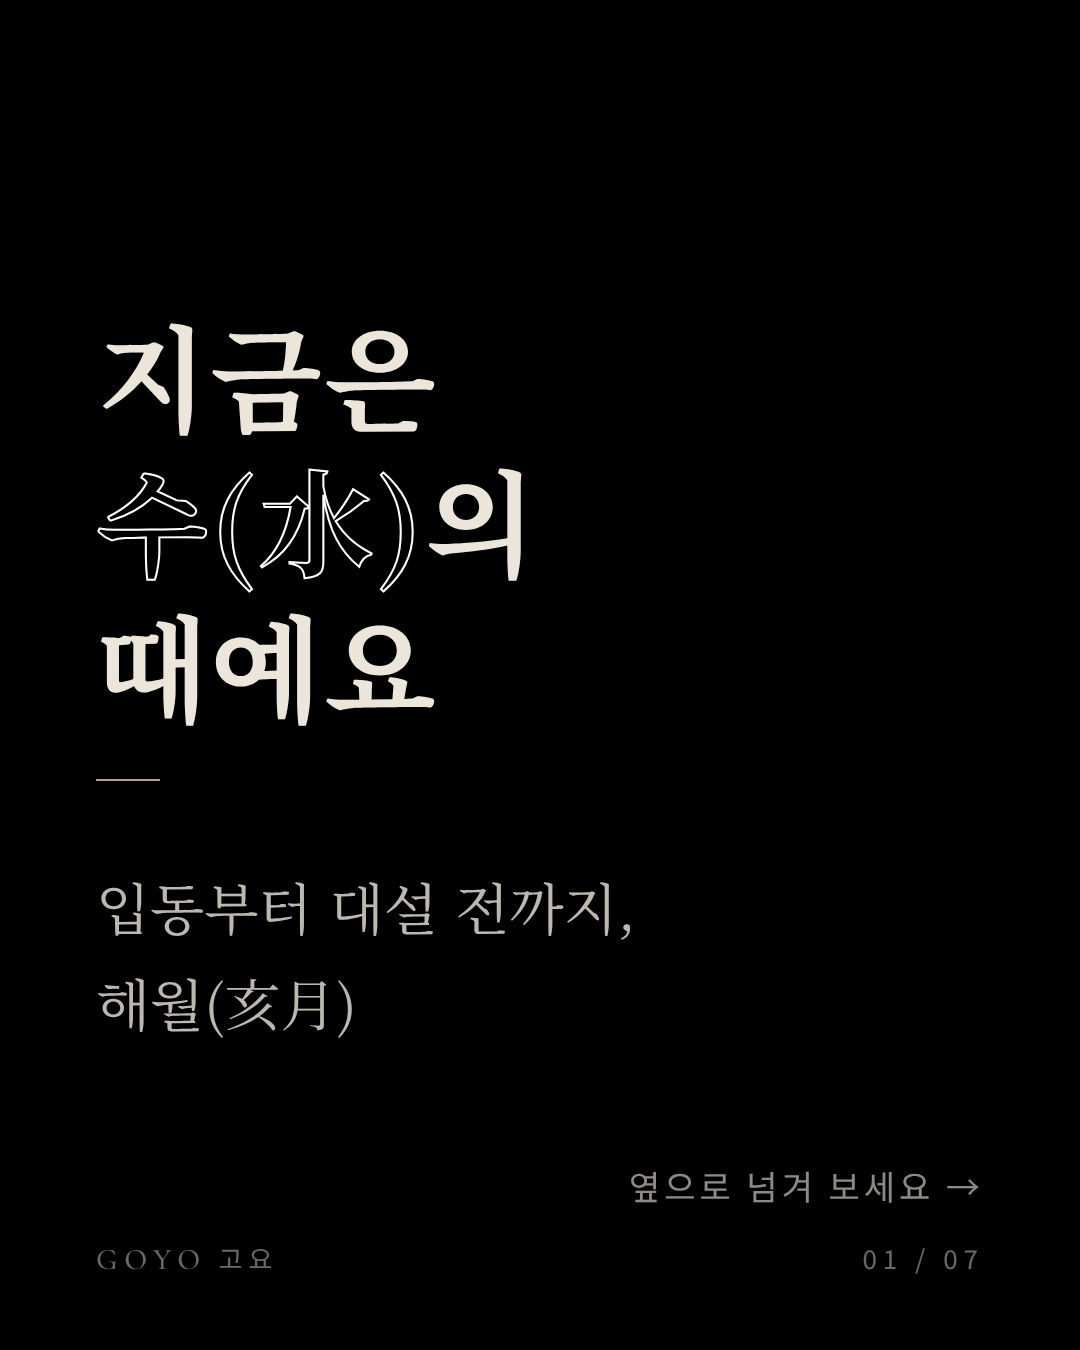 지금은
수(水)의
때예요
입동부터 대설 전까지,
해월(亥月)
옆으로 넘겨 보세요 →
GOYO 고요
01 / 07